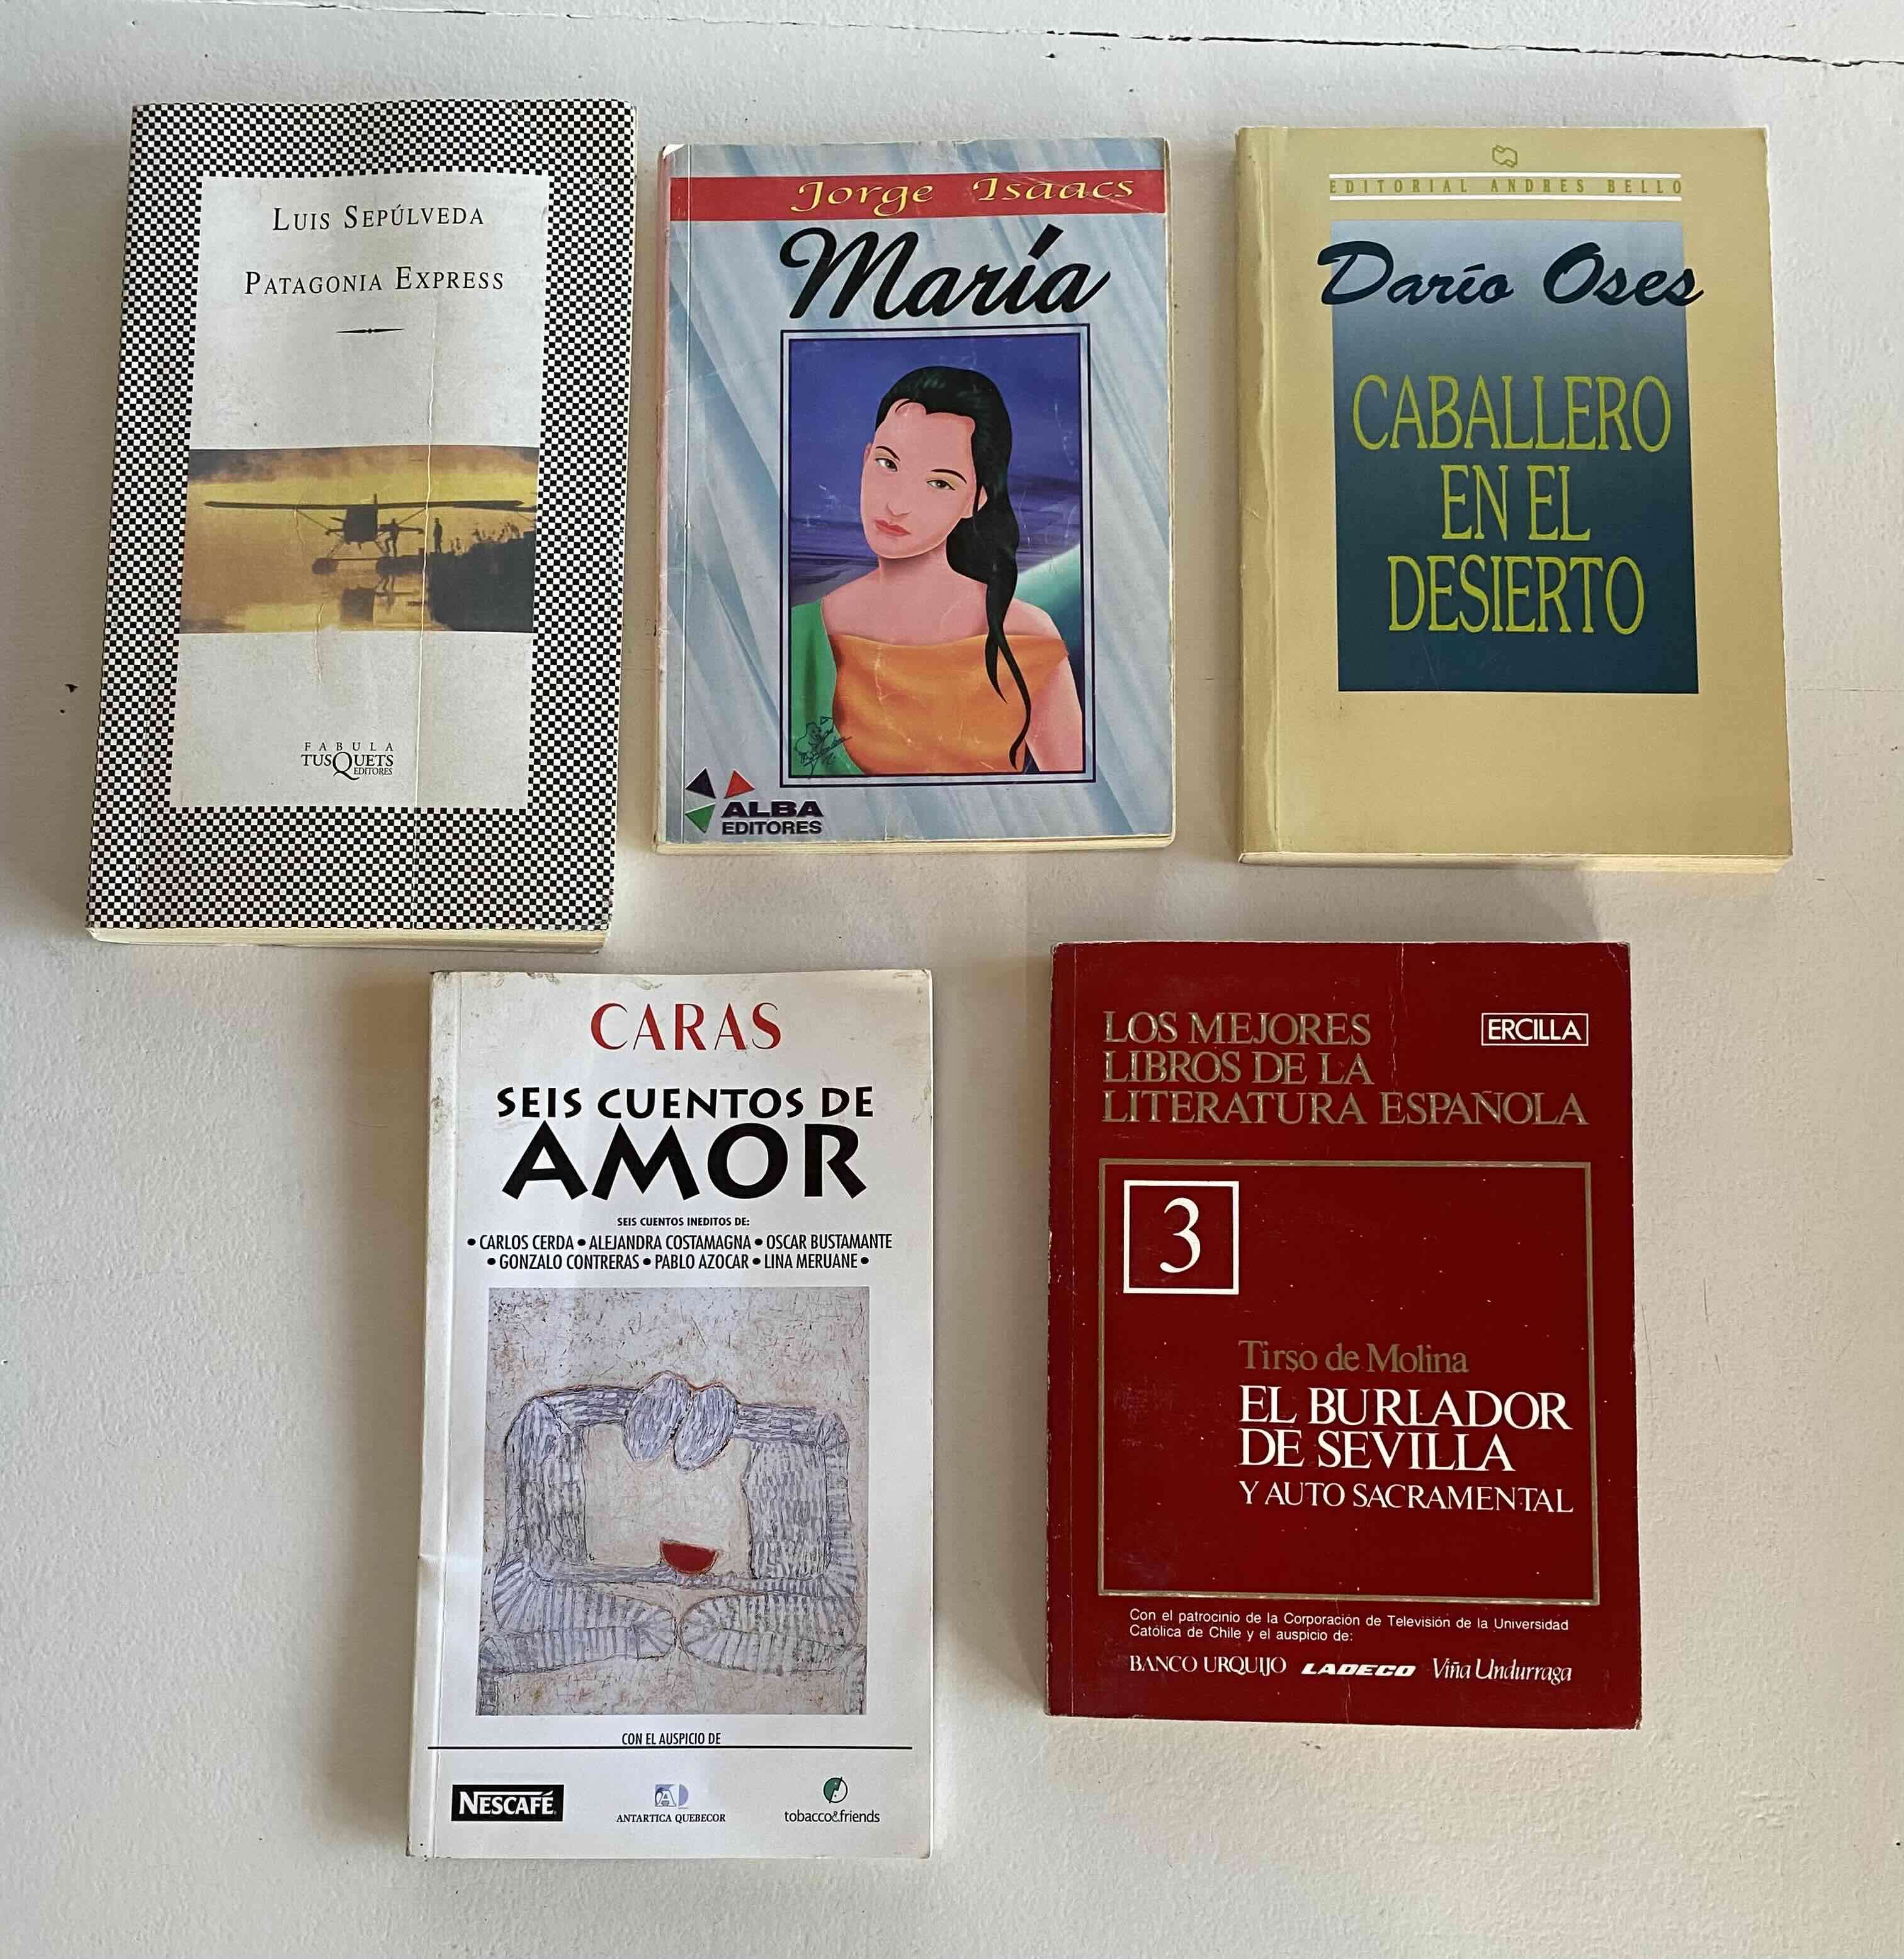 LUIS SEPÚLVEDA
PATAGONIA EXPRESS
FABULA
TUSQUETS
EDITORES
Jorge Isaacs
María
ALBA
EDITORES
EDITORIAL ANDRES BELLO
Darío Oses
CABALLERO
EN EL
DESIERTO
CARAS
SEIS CUENTOS DE
AMOR
SEIS CUENTOS INEDITOS DE:
• CARLOS CERDA • ALEJANDRA COSTAMAGNA • OSCAR BUSTAMANTE
• GONZALO CONTRERAS • PABLO AZOCAR • LINA MERUANE •
CON EL AUSPICIO DE
NESCAFÉ
ANTARTICA QUEBECOR
tobacco&friends
LOS MEJORES
LIBROS DE LA
LITERATURA ESPAÑOLA
ERCILLA
3
Tirso de Molina
EL BURLADOR
DE SEVILLA
Y AUTO SACRAMENTAL
Con el patrocinio de la Corporación de Televisión de la Universidad
Católica de Chile y el auspicio de:
BANCO URQUIJO LADECO Viña Undurraga